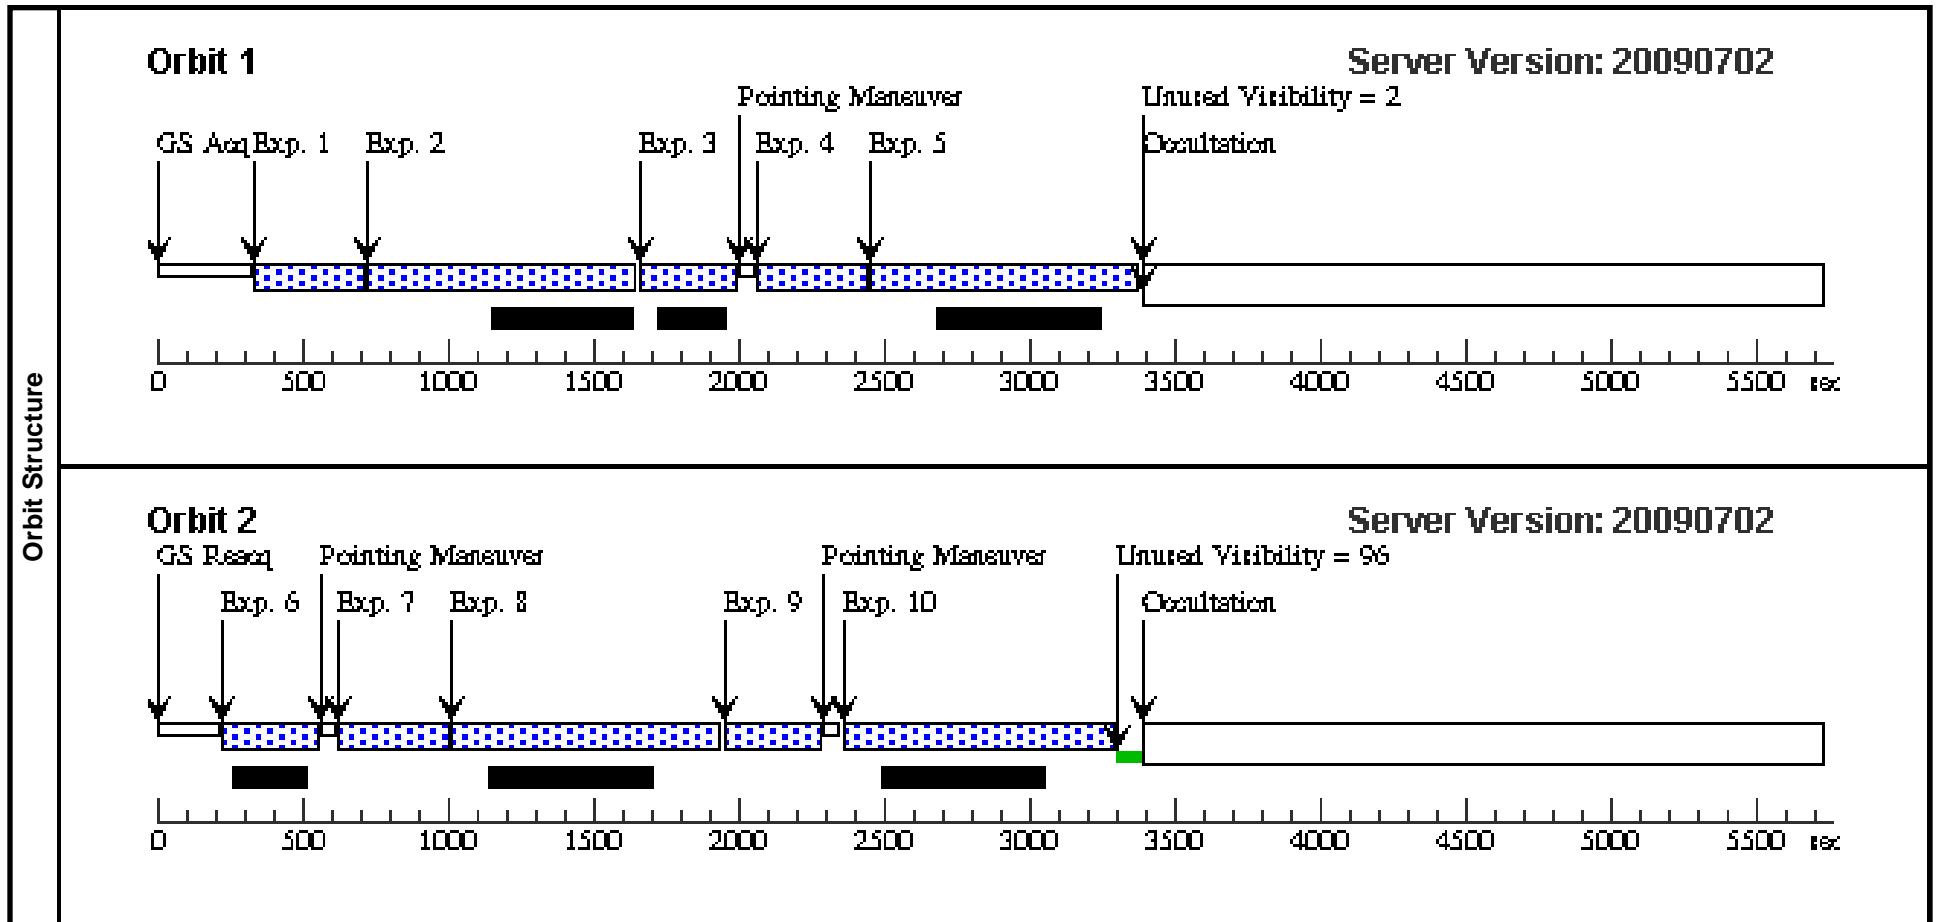 Orbit Structure
Orbit 1
Server Version: 20090702
Pointing Maneuver
Unused Visibility = 2
GS Acq
Exp. 1
Exp. 2
Exp. 3
Exp. 4
Exp. 5
Occultation
0 500 1000 1500 2000 2500 3000 3500 4000 4500 5000 5500 sec
Orbit 2
Server Version: 20090702
GS Reacq
Pointing Maneuver
Pointing Maneuver
Unused Visibility = 96
Exp. 6
Exp. 7
Exp. 8
Exp. 9
Exp. 10
Occultation
0 500 1000 1500 2000 2500 3000 3500 4000 4500 5000 5500 sec